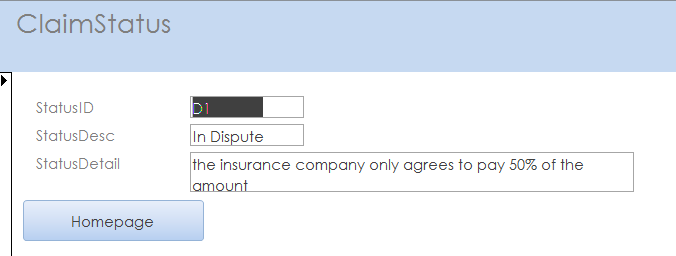 ClaimStatus
StatusID D1
StatusDesc In Dispute
StatusDetail the insurance company only agrees to pay 50% of the
amount
Homepage